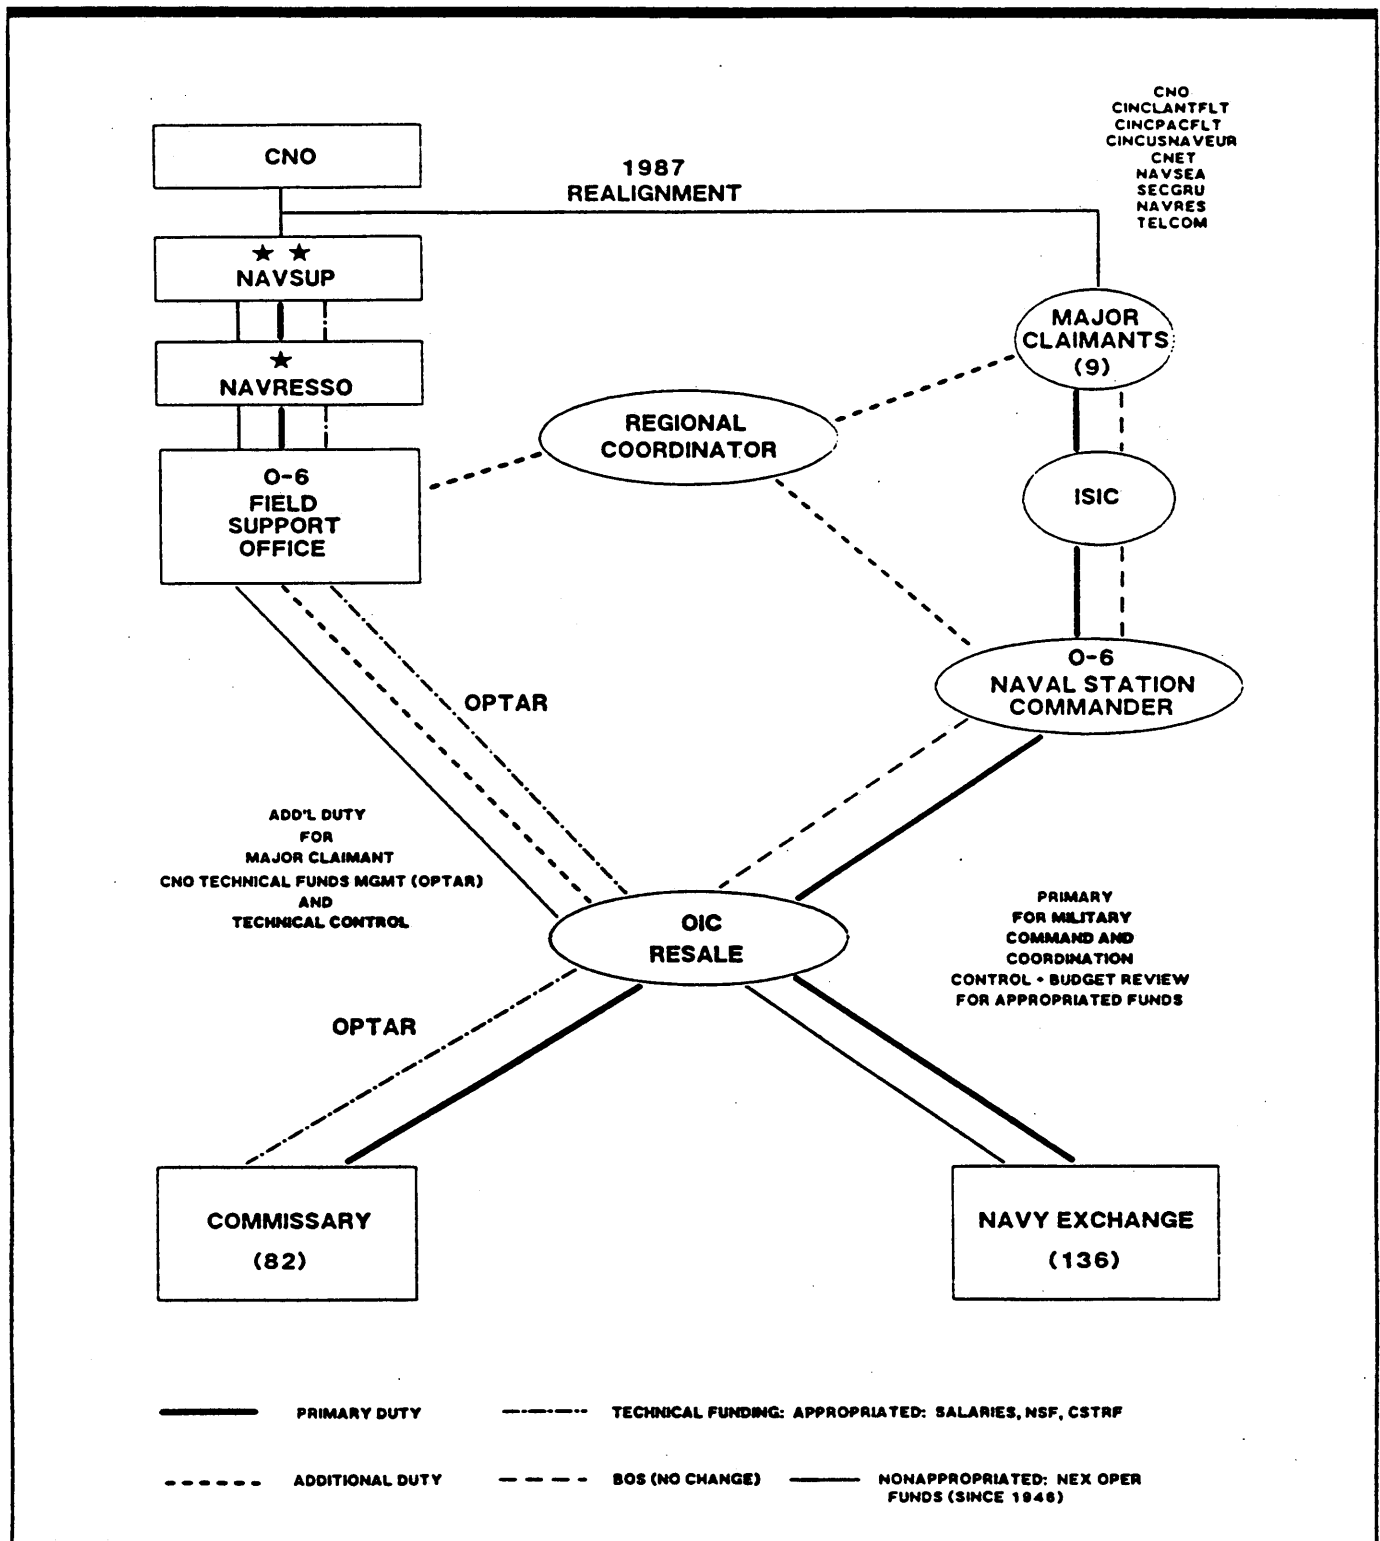 CNO
CINCLANTFLT
CINCPACFLT
CINCUSNAVEUR
CNET
NAVSEA
SECGRU
NAVRES
TELCOM
CNO
1987
REALIGNMENT
★ ★
NAVSUP
★
NAVRESSO
MAJOR
CLAIMANTS
(9)
REGIONAL
COORDINATOR
O-6
FIELD
SUPPORT
OFFICE
ISIC
O-6
NAVAL STATION
COMMANDER
OPTAR
ADD'L DUTY
FOR
MAJOR CLAIMANT
CNO TECHNICAL FUNDS MGMT (OPTAR)
AND
TECHNICAL CONTROL
OIC
RESALE
PRIMARY
FOR MILITARY
COMMAND AND
COORDINATION
CONTROL + BUDGET REVIEW
FOR APPROPRIATED FUNDS
OPTAR
COMMISSARY
(82)
NAVY EXCHANGE
(136)
PRIMARY DUTY
TECHNICAL FUNDING: APPROPRIATED: SALARIES, NSF, CSTRF
ADDITIONAL DUTY
BOS (NO CHANGE)
NONAPPROPRIATED: NEX OPER
FUNDS (SINCE 1946)